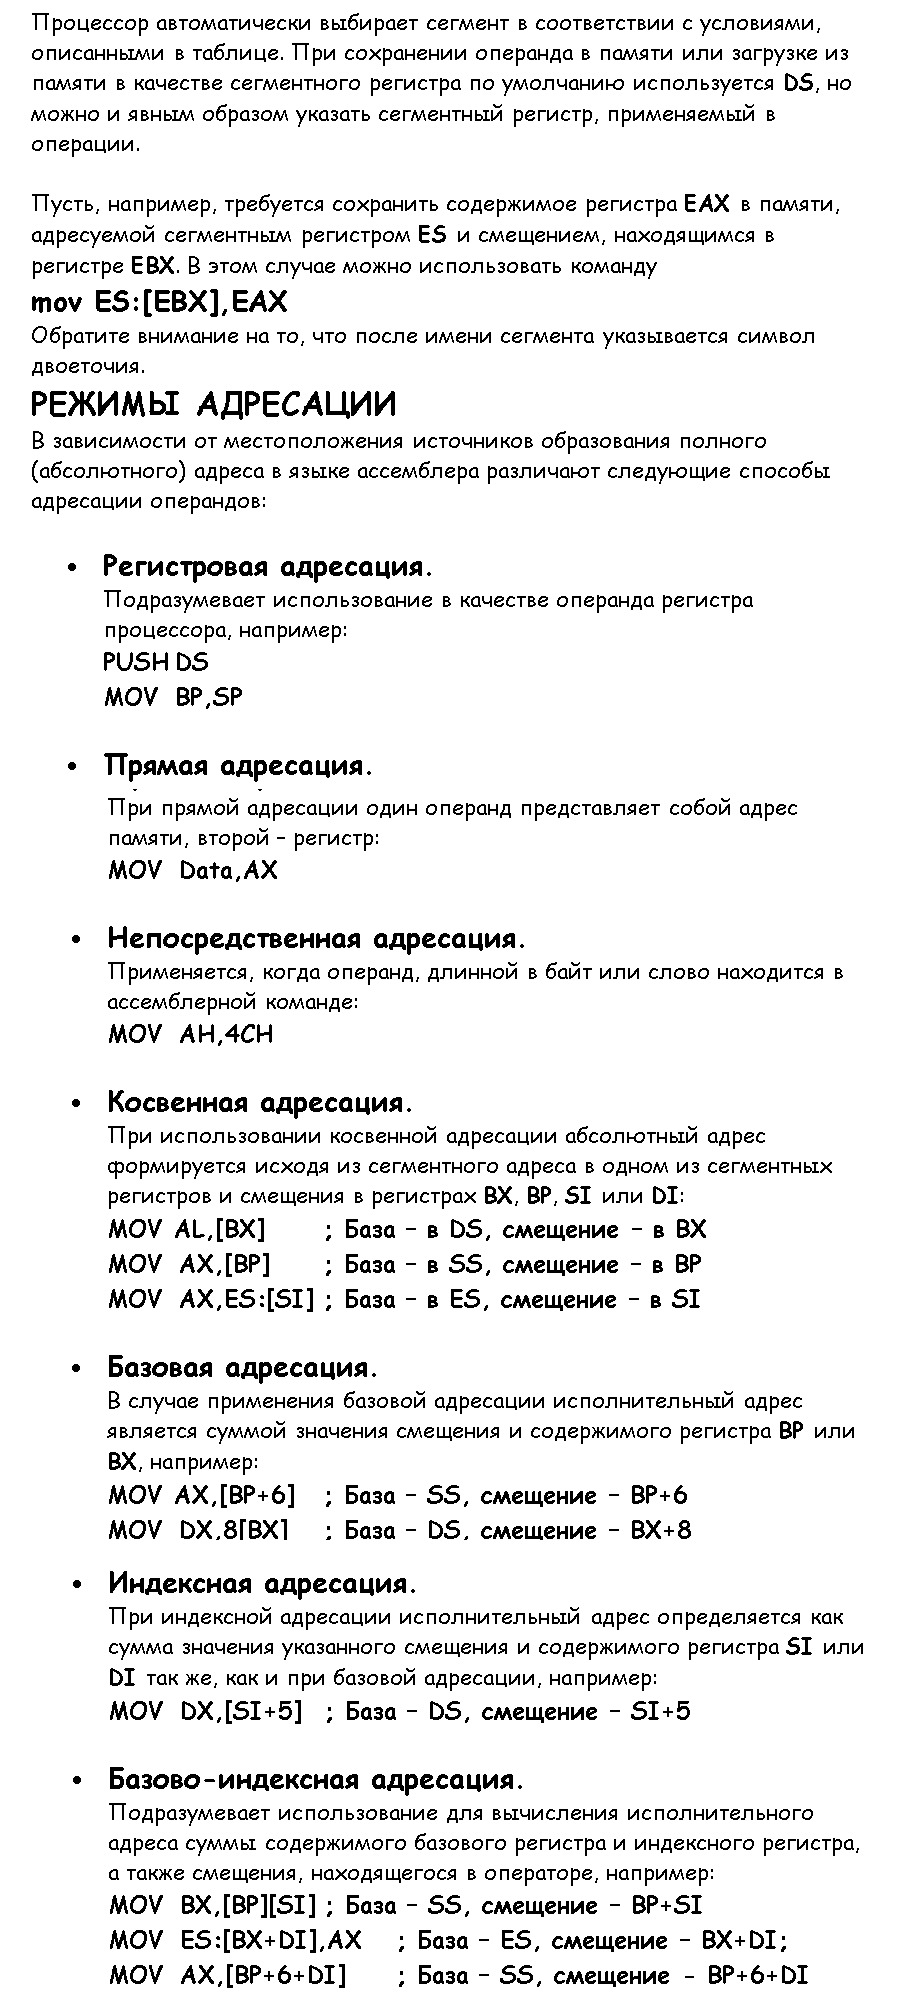 Процессор автоматически выбирает сегмент в соответствии с условиями,
описанными в таблице. При сохранении операнда в памяти или загрузке из
памяти в качестве сегментного регистра по умолчанию используется DS, но
можно и явным образом указать сегментный регистр, применяемый в
операции.
Пусть, например, требуется сохранить содержимое регистра EAX в памяти,
адресуемой сегментным регистром ES и смещением, находящимся в
регистре EBX. В этом случае можно использовать команду
mov ES:[EBX],EAX
Обратите внимание на то, что после имени сегмента указывается символ
двоеточия.
РЕЖИМЫ АДРЕСАЦИИ
В зависимости от местоположения источников образования полного
(абсолютного) адреса в языке ассемблера различают следующие способы
адресации операндов:
• Регистровая адресация.
Подразумевает использование в качестве операнда регистра
процессора, например:
PUSH DS
MOV BP,SP
• Прямая адресация.
При прямой адресации один операнд представляет собой адрес
памяти, второй – регистр:
MOV Data,AX
• Непосредственная адресация.
Применяется, когда операнд, длинной в байт или слово находится в
ассемблерной команде:
MOV AH,4CH
• Косвенная адресация.
При использовании косвенной адресации абсолютный адрес
формируется исходя из сегментного адреса в одном из сегментных
регистров и смещения в регистрах BX, BP, SI или DI:
MOV AL,[BX] ; База – в DS, смещение – в BX
MOV AX,[BP] ; База – в SS, смещение – в BP
MOV AX,ES:[SI] ; База – в ES, смещение – в SI
• Базовая адресация.
В случае применения базовой адресации исполнительный адрес
является суммой значения смещения и содержимого регистра BP или
BX, например:
MOV AX,[BP+6] ; База – SS, смещение – BP+6
MOV DX,8[BX] ; База – DS, смещение – BX+8
• Индексная адресация.
При индексной адресации исполнительный адрес определяется как
сумма значения указанного смещения и содержимого регистра SI или
DI так же, как и при базовой адресации, например:
MOV DX,[SI+5] ; База – DS, смещение – SI+5
• Базово-индексная адресация.
Подразумевает использование для вычисления исполнительного
адреса суммы содержимого базового регистра и индексного регистра,
а также смещения, находящегося в операторе, например:
MOV BX,[BP][SI] ; База – SS, смещение – BP+SI
MOV ES:[BX+DI],AX ; База – ES, смещение – BX+DI;
MOV AX,[BP+6+DI] ; База – SS, смещение - BP+6+DI